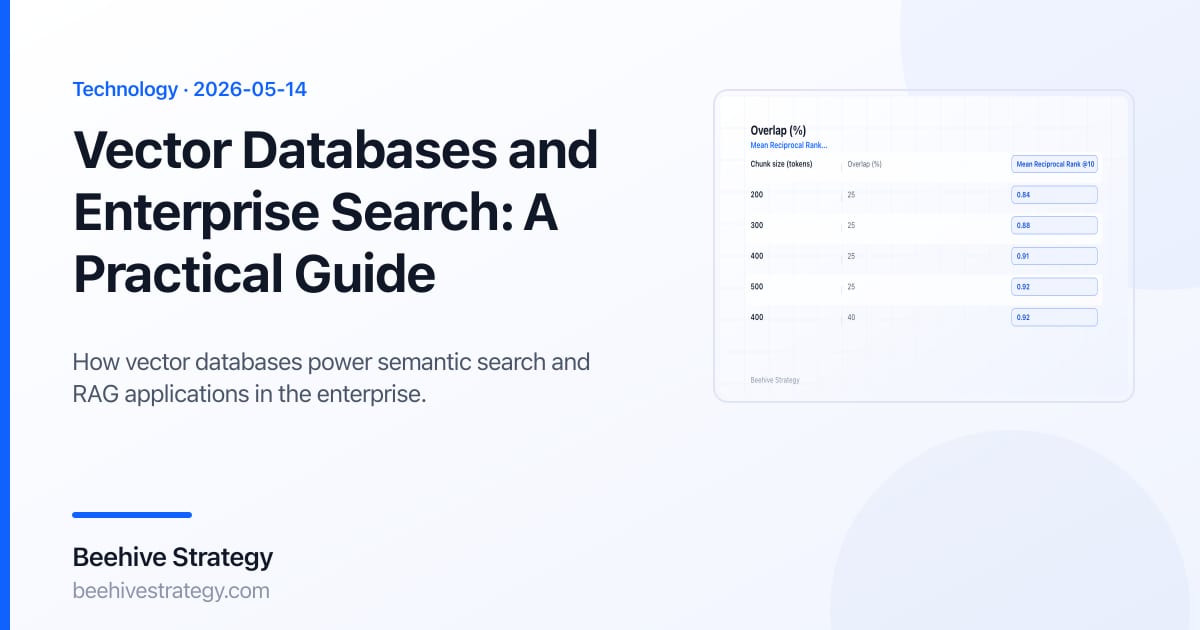 Technology · 2026-05-14
Vector Databases and
Enterprise Search: A
Practical Guide
How vector databases power semantic search and
RAG applications in the enterprise.
Beehive Strategy
beehivestrategy.com
Overlap (%)
Mean Reciprocal Rank...
Chunk size (tokens) Overlap (%) Mean Reciprocal Rank @10
200 25 0.84
300 25 0.88
400 25 0.91
500 25 0.92
400 40 0.92
Beehive Strategy